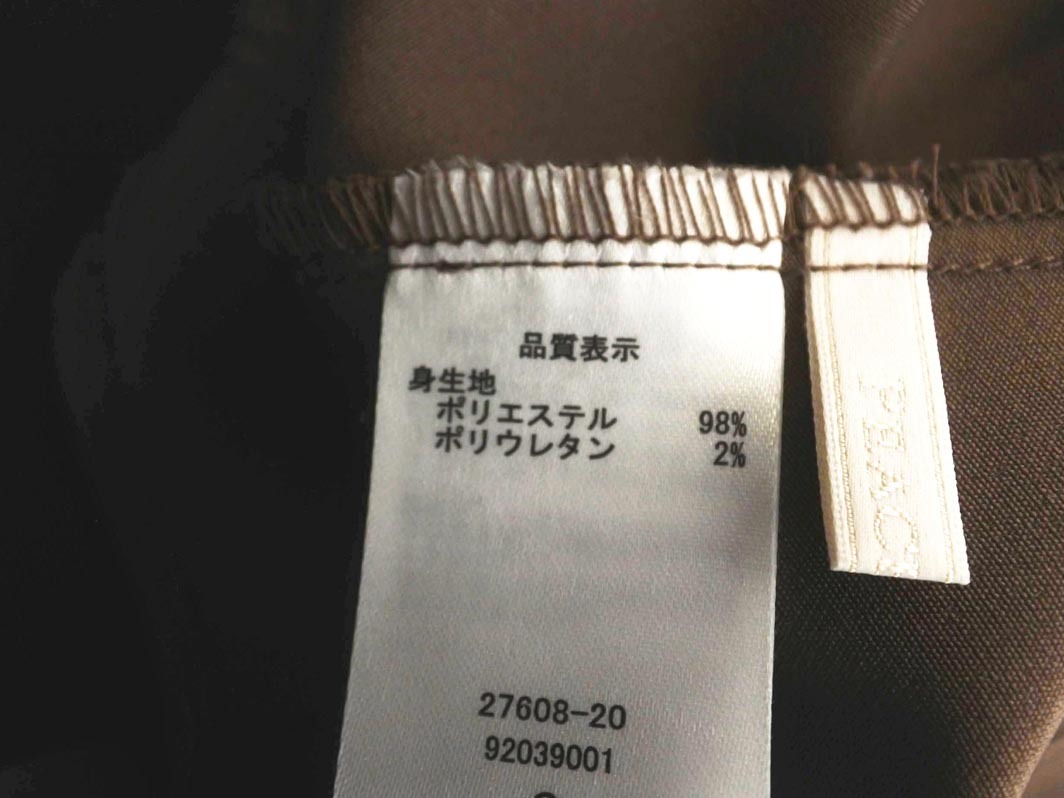 品質表示
身生地
ポリエステル 98%
ポリウレタン 2%
27608-20
92039001